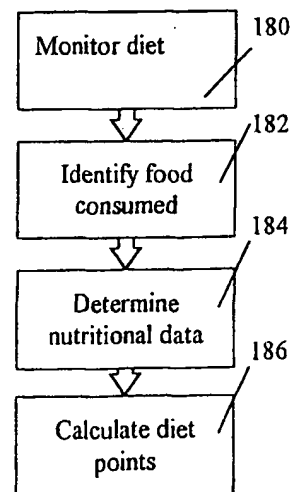 Monitor diet
180
182
Identify food
consumed
184
Determine
nutritional data
186
Calculate diet
points